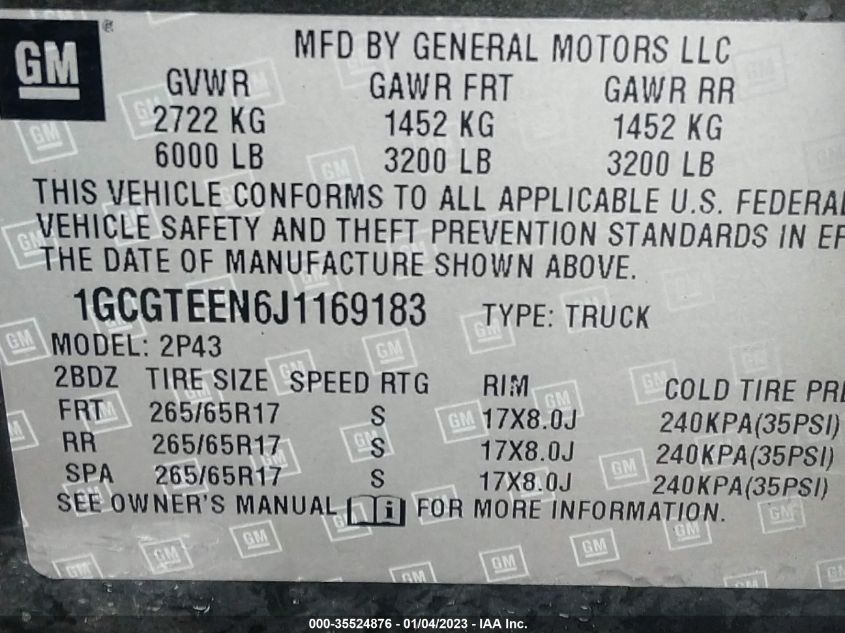 GM
MFD BY GENERAL MOTORS LLC
GVWR GAWR FRT GAWR RR
2722 KG 1452 KG 1452 KG
6000 LB 3200 LB 3200 LB
THIS VEHICLE CONFORMS TO ALL APPLICABLE U.S. FEDERAL
VEHICLE SAFETY AND THEFT PREVENTION STANDARDS IN EF
THE DATE OF MANUFACTURE SHOWN ABOVE.
1GCGTEEN6J1169183 TYPE: TRUCK
MODEL: 2P43
2BDZ TIRE SIZE SPEED RTG RIM COLD TIRE PRE
FRT 265/65R17 S 17X8.0J 240KPA(35PSI)
RR 265/65R17 S 17X8.0J 240KPA(35PSI)
SPA 265/65R17 S 17X8.0J 240KPA(35PSI)
SEE OWNER'S MANUAL i FOR MORE INFORMATION.
000-35524876 - 01/04/2023 - IAA Inc.